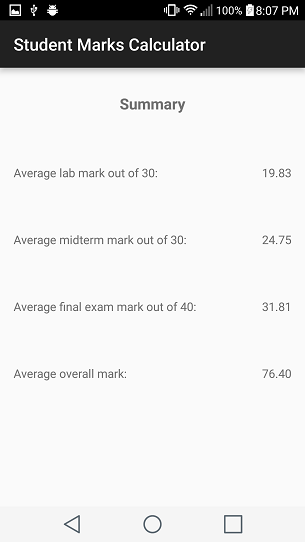 100% 8:07 PM
Student Marks Calculator
Summary
Average lab mark out of 30: 19.83
Average midterm mark out of 30: 24.75
Average final exam mark out of 40: 31.81
Average overall mark: 76.40